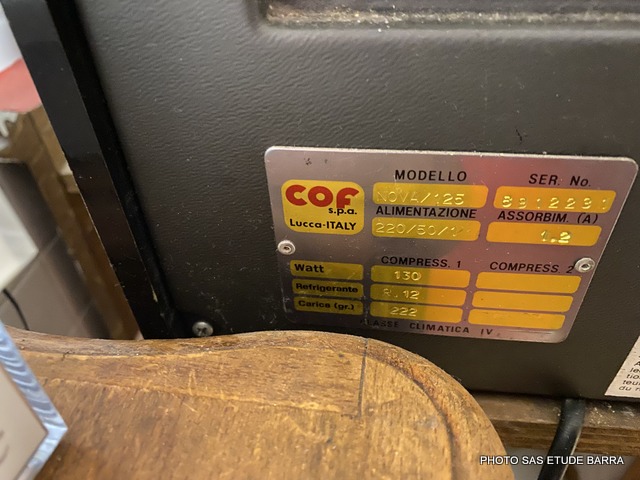 COF
s.p.a.
Lucca-ITALY
MODELLO
NOVA/125
SER. No.
ALIMENTAZIONE
220/50/1
ASSORBIM. (A)
1.2
COMPRESS. 1
COMPRESS. 2
Watt
130
Refrigerante
R.12
Carica (gr.)
222
CLASSE CLIMATICA IV
PHOTO SAS ETUDE BARRA